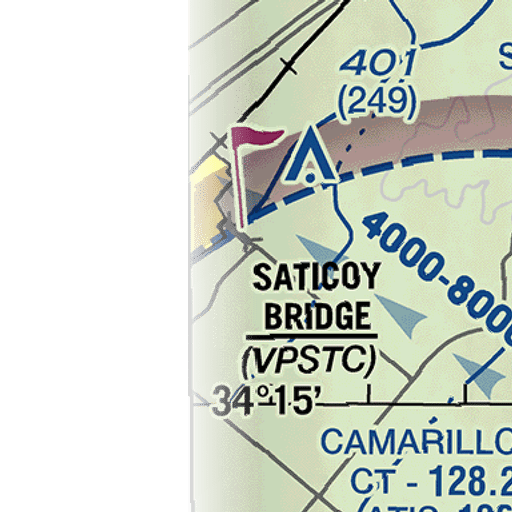 401
(249)
4000-8000
SATICOY
BRIDGE
(VPSTC)
34°15'
CAMARILLO
CT - 128.2